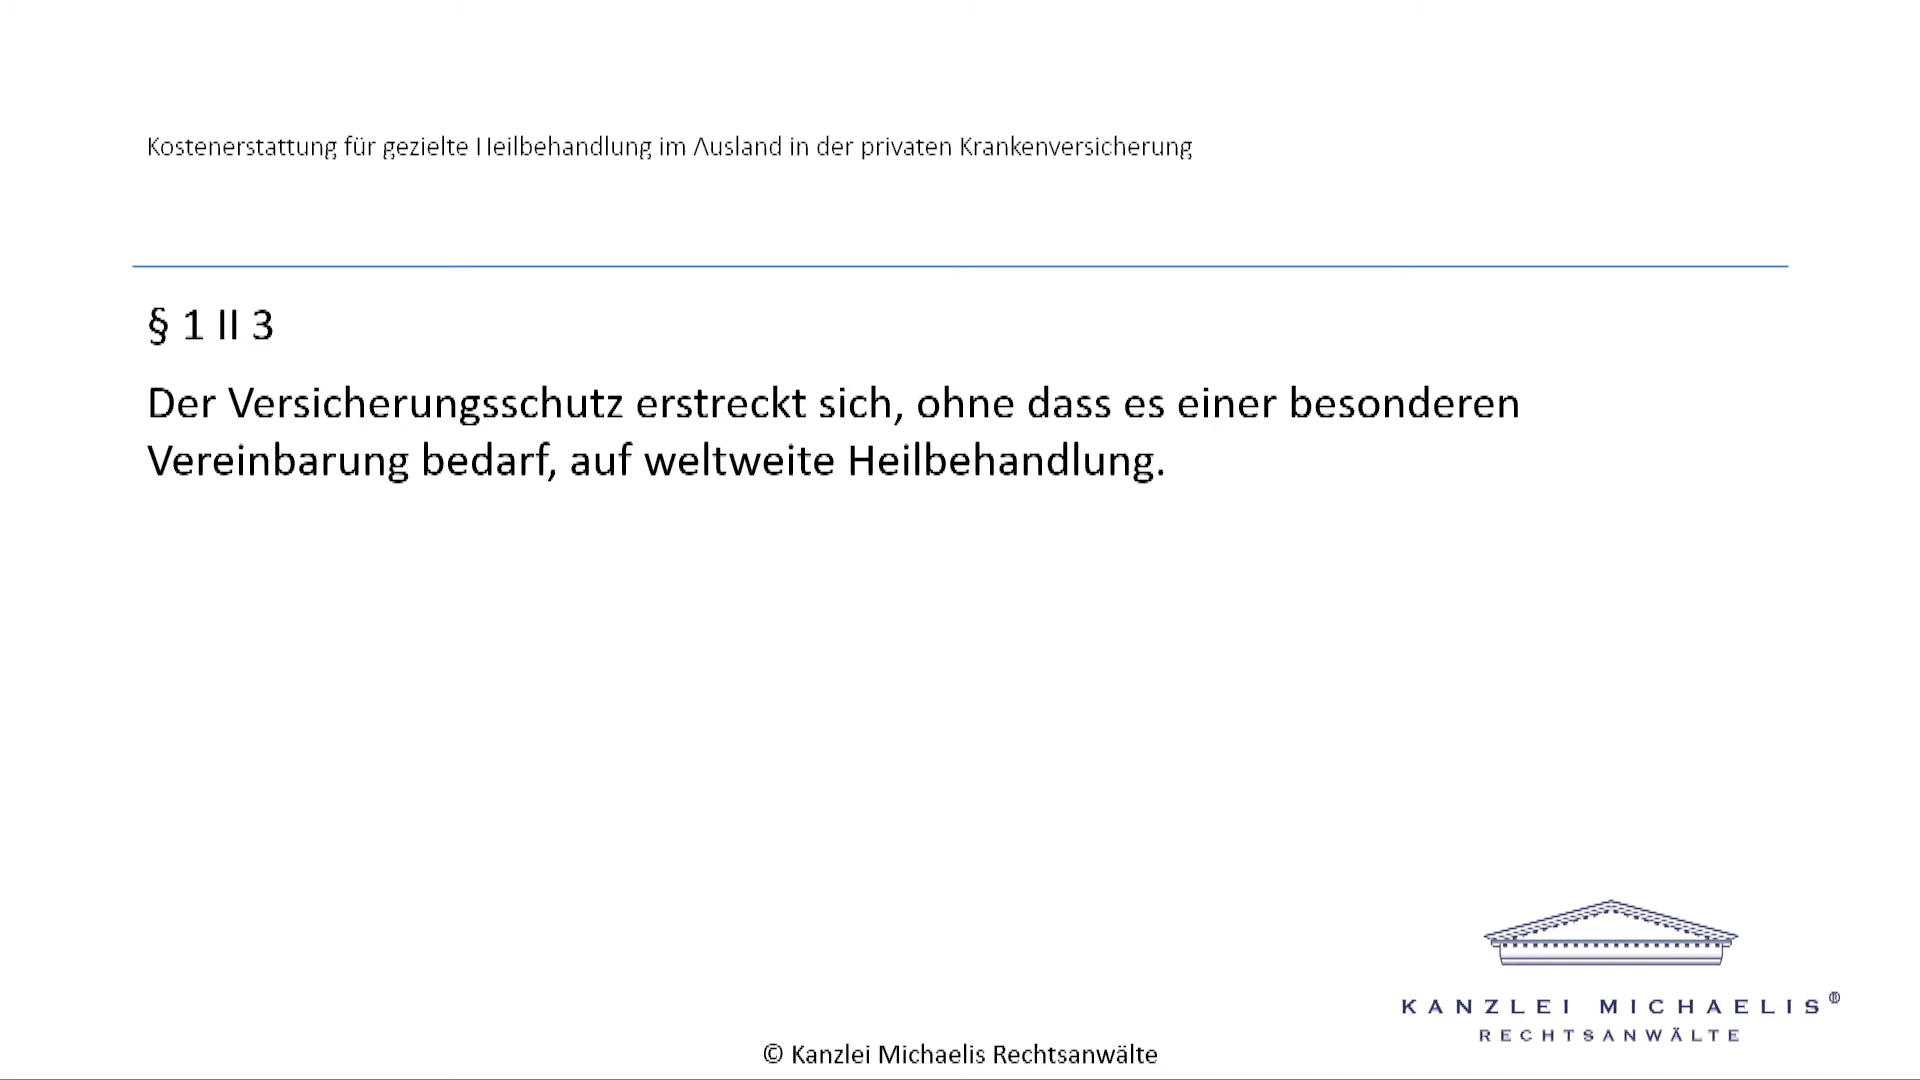 Kostenerstattung für gezielte Heilbehandlung im Ausland in der privaten Krankenversicherung
§ 1 II 3
Der Versicherungsschutz erstreckt sich, ohne dass es einer besonderen
Vereinbarung bedarf, auf weltweite Heilbehandlung.
KANZLEI MICHAELIS®
RECHTSANWÄLTE
© Kanzlei Michaelis Rechtsanwälte